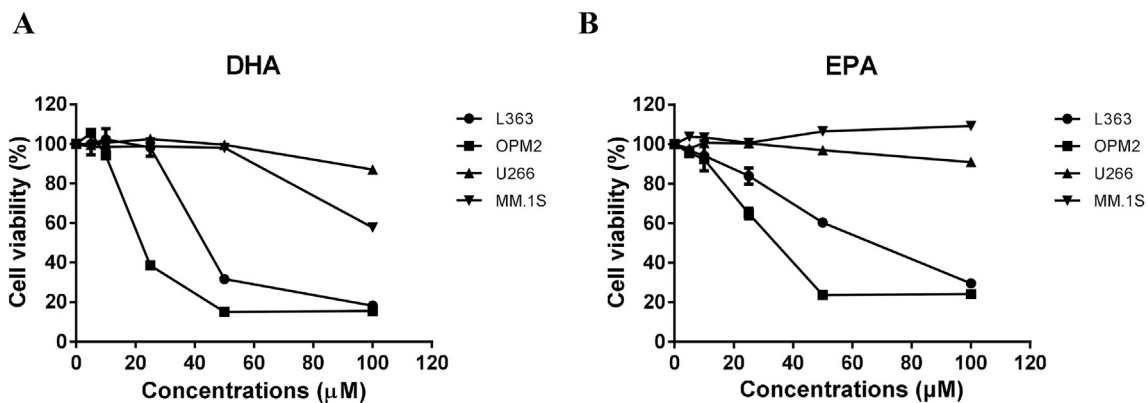 A
DHA
120
100
80
60
40
20
0
Cell viability (%)
0 20 40 60 80 100 120
Concentrations (μM)
L363
OPM2
U266
MM.1S
B
EPA
120
100
80
60
40
20
0
Cell viability (%)
0 20 40 60 80 100 120
Concentrations (μM)
L363
OPM2
U266
MM.1S